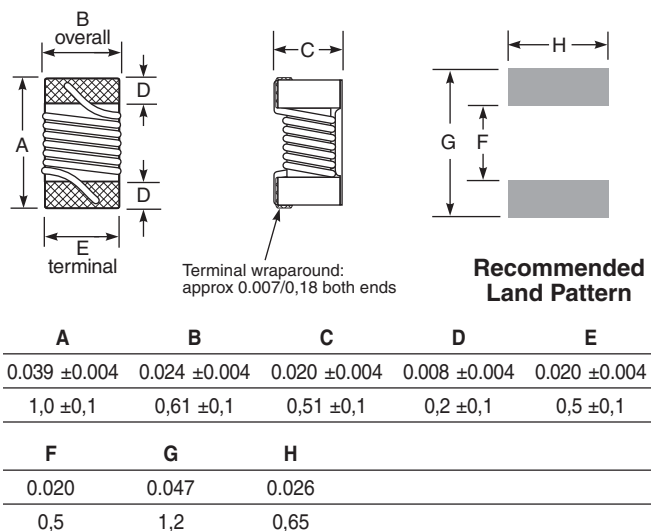 B
overall
C
H
D
A
G
F
D
E
terminal
Terminal wraparound:
approx 0.007/0,18 both ends
Recommended
Land Pattern
A B C D E
0.039 ±0.004 0.024 ±0.004 0.020 ±0.004 0.008 ±0.004 0.020 ±0.004
1,0 ±0,1 0,61 ±0,1 0,51 ±0,1 0,2 ±0,1 0,5 ±0,1
F G H
0.020 0.047 0.026
0,5 1,2 0,65